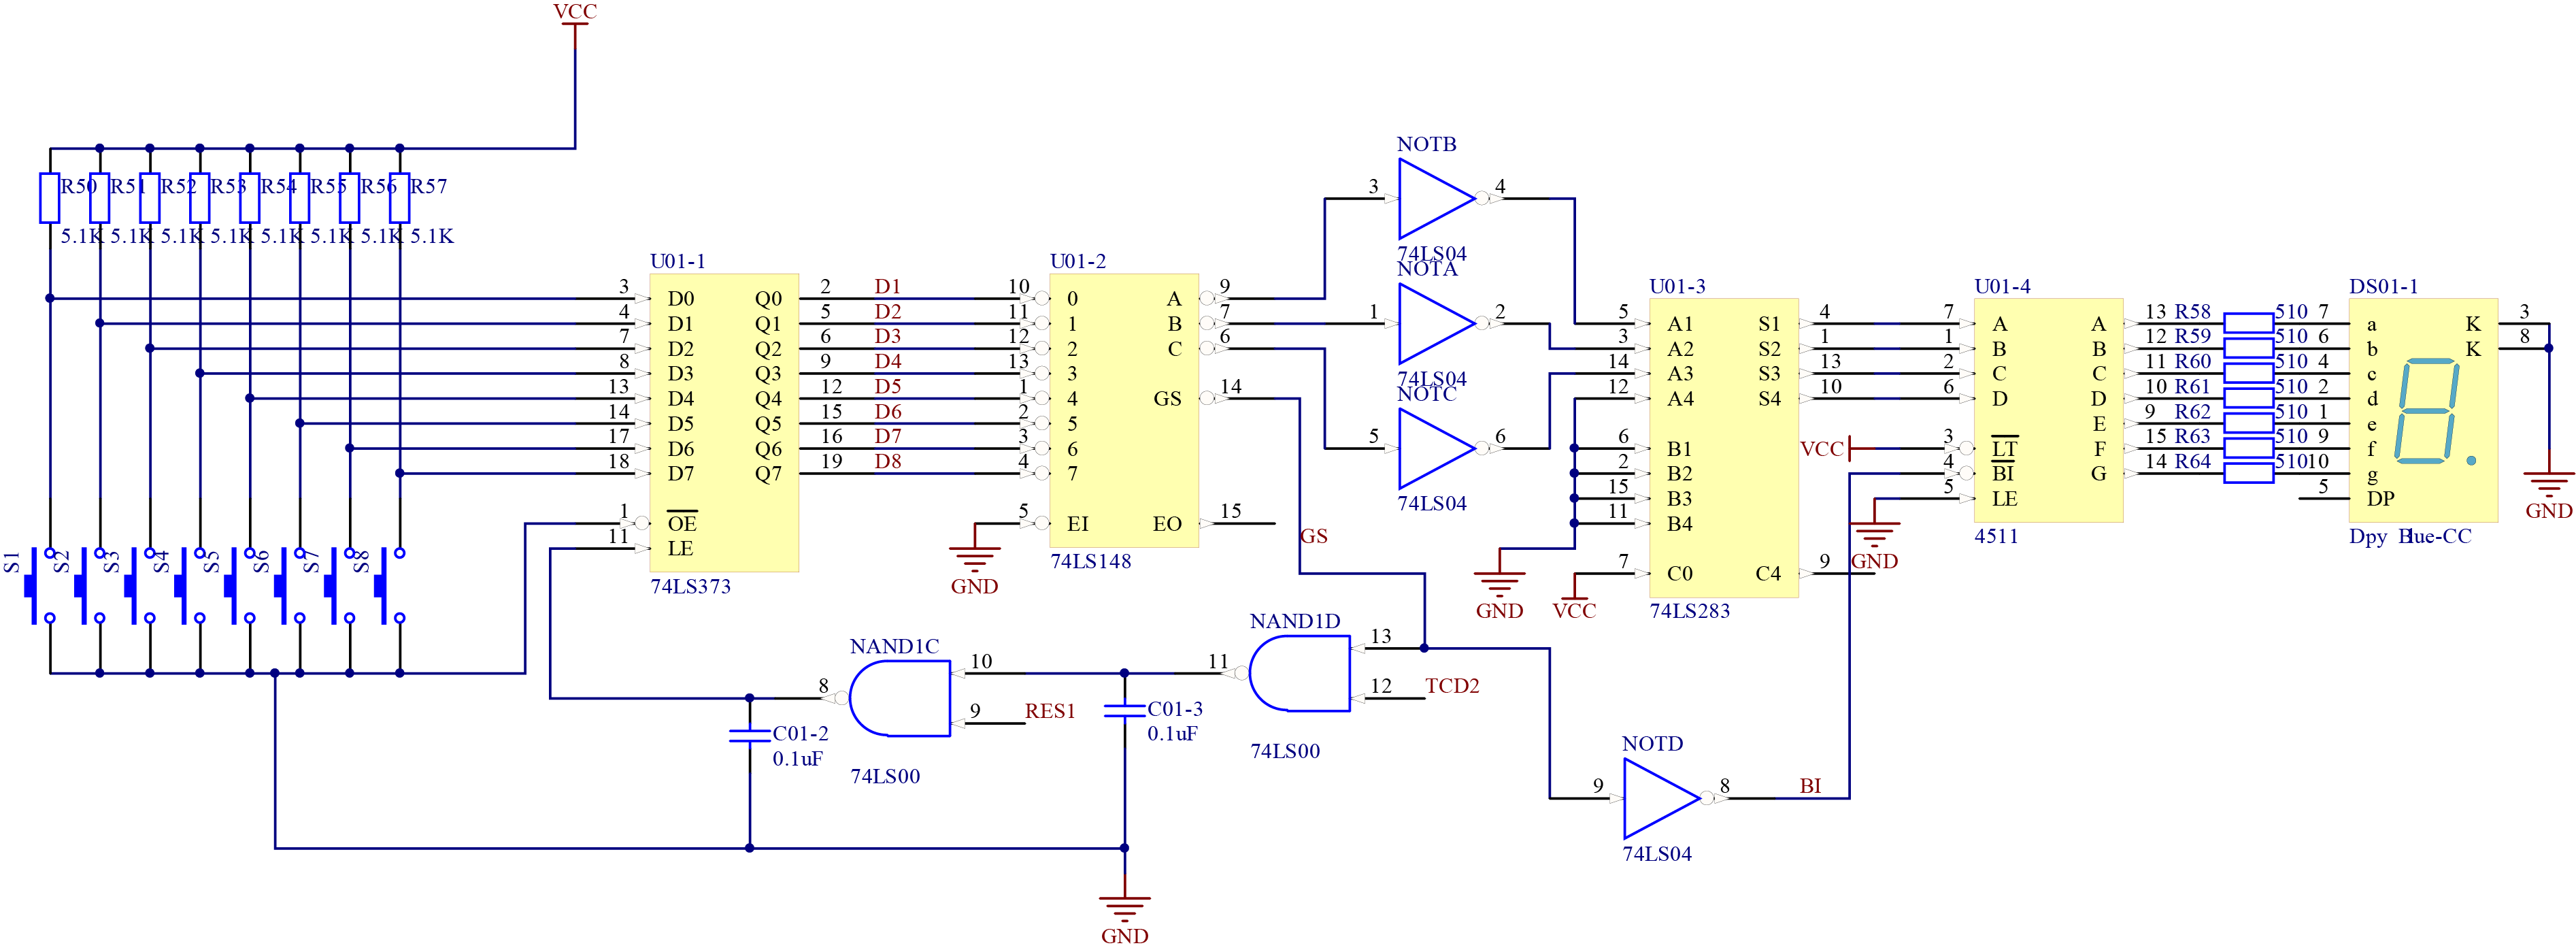 VCC
R50 R51 R52 R53 R54 R55 R56 R57
5.1K 5.1K 5.1K 5.1K 5.1K 5.1K 5.1K 5.1K
S1 S2 S3 S4 S5 S6 S7 S8
U01-1
3 D0 Q0 2 D1
4 D1 Q1 5 D2
7 D2 Q2 6 D3
8 D3 Q3 9 D4
13 D4 Q4 12 D5
14 D5 Q5 15 D6
17 D6 Q6 16 D7
18 D7 Q7 19 D8
1 OE
11 LE
74LS373
U01-2
10 0 A 9
11 1 B 7
12 2 C 6
13 3
1 4 GS 14
2 5
3 6
4 7
5 EI EO 15
74LS148
GND
GS
NOTB
3 4
74LS04
NOTA
1 2
74LS04
NOTC
5 6
74LS04
U01-3
5 A1 S1 4
3 A2 S2 1
14 A3 S3 13
12 A4 S4 10
6 B1
2 B2
15 B3
11 B4
7 C0 C4 9
74LS283
GND
VCC
U01-4
7 A A 13
1 B B 12
2 C C 11
6 D D 10
E 9
VCC 3 LT F 15
4 BI G 14
5 LE
4511
GND
R58 510
R59 510
R60 510
R61 510
R62 510
R63 510
R64 510
DS01-1
7 a K 3
6 b K 8
4 c
2 d
1 e
9 f
10 g
5 DP
Dpy Blue-CC
GND
NAND1C
8 10
9 RES1
74LS00
C01-2
0.1uF
NAND1D
11 13
12 TCD2
74LS00
C01-3
0.1uF
NOTD
9 8 BI
74LS04
GND